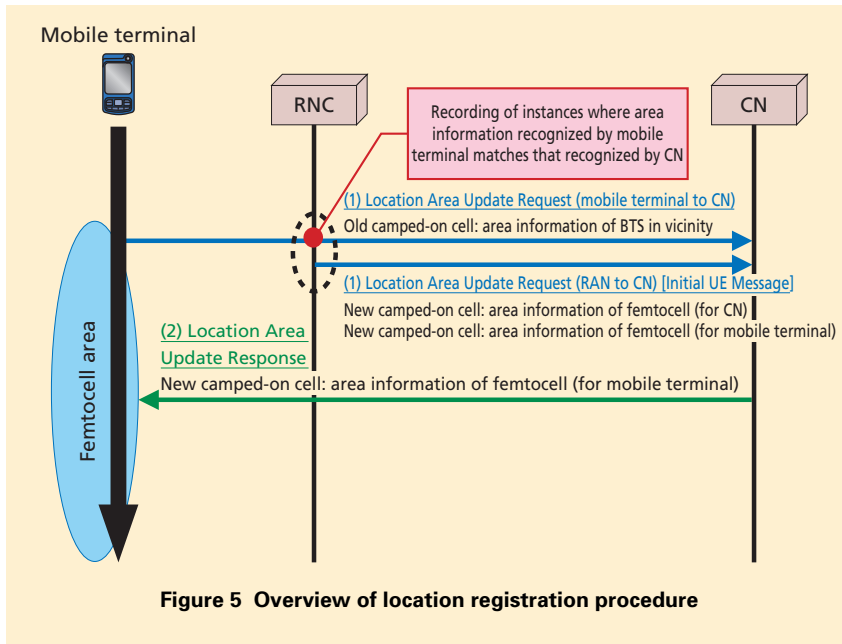 Mobile terminal
RNC
CN
Recording of instances where area
information recognized by mobile
terminal matches that recognized by CN
(1) Location Area Update Request (mobile terminal to CN)
Old camped-on cell: area information of BTS in vicinity
(1) Location Area Update Request (RAN to CN) [Initial UE Message]
New camped-on cell: area information of femtocell (for CN)
New camped-on cell: area information of femtocell (for mobile terminal)
(2) Location Area
Update Response
New camped-on cell: area information of femtocell (for mobile terminal)
Femtocell area
Figure 5 Overview of location registration procedure